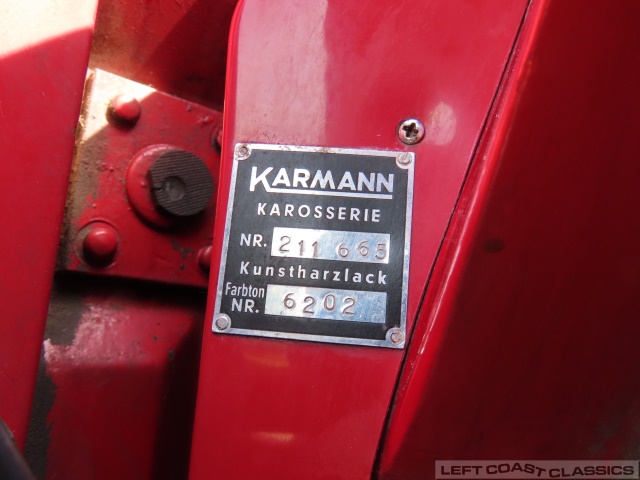 KARMANN
KAROSSERIE
NR. 211 665
Kunstharzlack
Farbton
NR. 6202
LEFT COAST CLASSICS